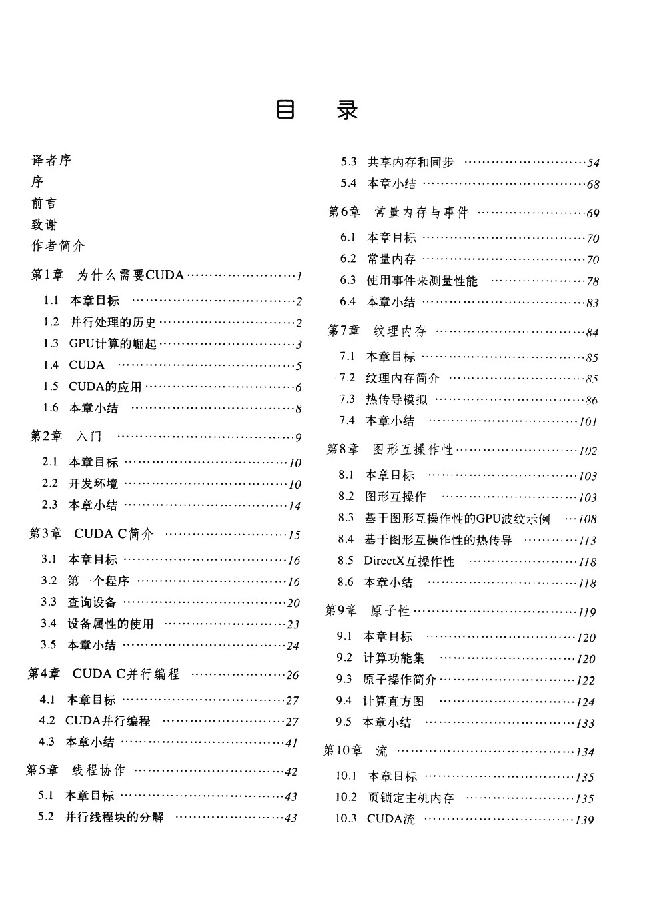 目 录
译者序
序
前言
致谢
作者简介
第1章 为什么需要CUDA ························1
1.1 本章目标 ····································2
1.2 并行处理的历史 ······························2
1.3 GPU计算的崛起 ······························3
1.4 CUDA ·······································5
1.5 CUDA的应用 ·································6
1.6 本章小结 ····································8
第2章 入门 ······································9
2.1 本章目标 ····································10
2.2 开发环境 ····································10
2.3 本章小结 ····································14
第3章 CUDA C简介 ····························15
3.1 本章目标 ····································16
3.2 第一个程序 ·································16
3.3 查询设备 ····································20
3.4 设备属性的使用 ····························23
3.5 本章小结 ····································24
第4章 CUDA C并行编程 ······················26
4.1 本章目标 ····································27
4.2 CUDA并行编程 ·····························27
4.3 本章小结 ····································41
第5章 线程协作 ·································42
5.1 本章目标 ····································43
5.2 并行线程块的分解 ·························43
5.3 共享内存和同步 ····························54
5.4 本章小结 ····································68
第6章 常量内存与事件 ························69
6.1 本章目标 ····································70
6.2 常量内存 ····································70
6.3 使用事件来测量性能 ······················78
6.4 本章小结 ····································83
第7章 纹理内存 ·································84
7.1 本章目标 ····································85
7.2 纹理内存简介 ·······························85
7.3 热传导模拟 ·································86
7.4 本章小结 ····································101
第8章 图形互操作性 ···························102
8.1 本章目标 ····································103
8.2 图形互操作 ·································103
8.3 基于图形互操作性的GPU波纹示例 ···108
8.4 基于图形互操作性的热传导 ············113
8.5 DirectX互操作性 ··························118
8.6 本章小结 ····································118
第9章 原子性 ····································119
9.1 本章目标 ····································120
9.2 计算功能集 ·································120
9.3 原子操作简介 ·······························122
9.4 计算直方图 ·································124
9.5 本章小结 ····································133
第10章 流 ·······································134
10.1 本章目标 ···································135
10.2 页锁定主机内存 ··························135
10.3 CUDA流 ···································139